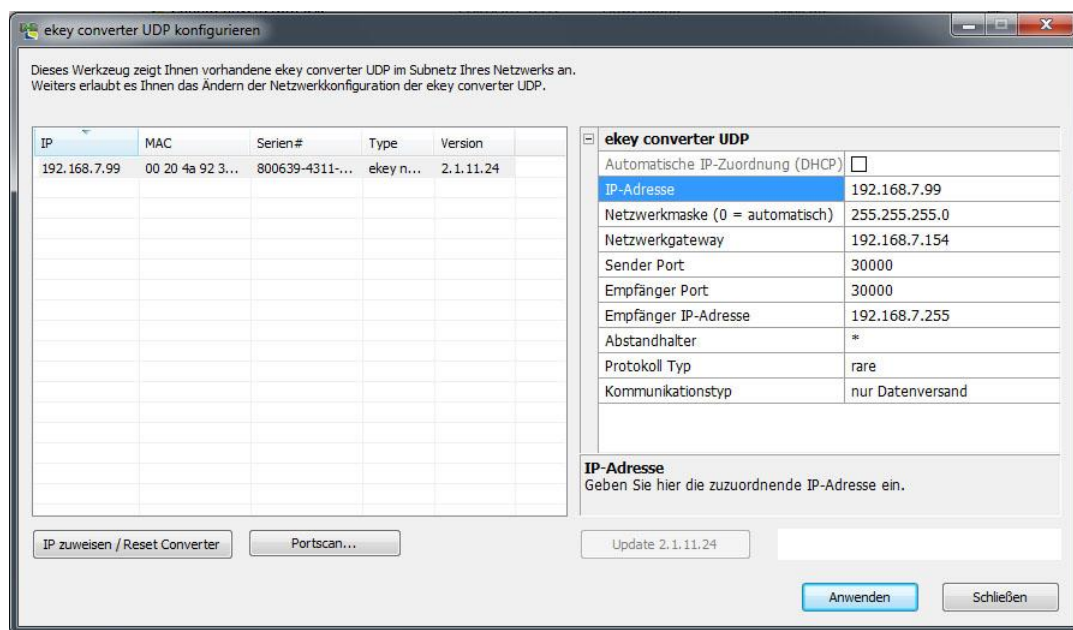 ekey converter UDP konfigurieren
Dieses Werkzeug zeigt Ihnen vorhandene ekey converter UDP im Subnetz Ihres Netzwerks an.
Weiters erlaubt es Ihnen das Ändern der Netzwerkkonfiguration der ekey converter UDP.
IP MAC Serien# Type Version
192.168.7.99 00 20 4a 92 3... 800639-4311-... ekey n... 2.1.11.24
ekey converter UDP
Automatische IP-Zuordnung (DHCP)
IP-Adresse 192.168.7.99
Netzwerkmaske (0 = automatisch) 255.255.255.0
Netzwerkgateway 192.168.7.154
Sender Port 30000
Empfänger Port 30000
Empfänger IP-Adresse 192.168.7.255
Abstandhalter *
Protokoll Typ rare
Kommunikationstyp nur Datenversand
IP-Adresse
Geben Sie hier die zuzuordnende IP-Adresse ein.
IP zuweisen / Reset Converter Portscan... Update 2.1.11.24
Anwenden Schließen